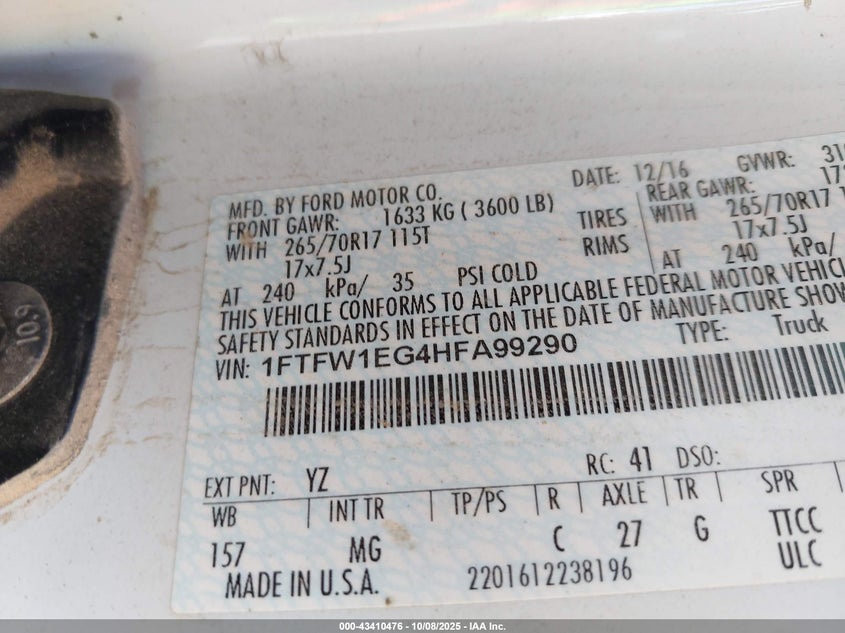 MFD. BY FORD MOTOR CO. DATE: 12/16 GVWR:
FRONT GAWR: 1633 KG ( 3600 LB) REAR GAWR:
WITH 265/70R17 115T TIRES WITH 265/70R17
17x7.5J RIMS 17x7.5J
AT 240 kPa/ 35 PSI COLD AT 240 kPa/
THIS VEHICLE CONFORMS TO ALL APPLICABLE FEDERAL MOTOR
SAFETY STANDARDS IN EFFECT ON THE DATE OF MANUFACTURE
VIN: 1FTFW1EG4HFA99290 TYPE: Truck
EXT PNT: YZ RC: 41 DSO:
WB INT TR TP/PS R AXLE TR SPR
157 MG C 27 G TTCC
MADE IN U.S.A. 2201612238196 ULC
10.9
000-43410476 - 10/08/2025 - IAA Inc.